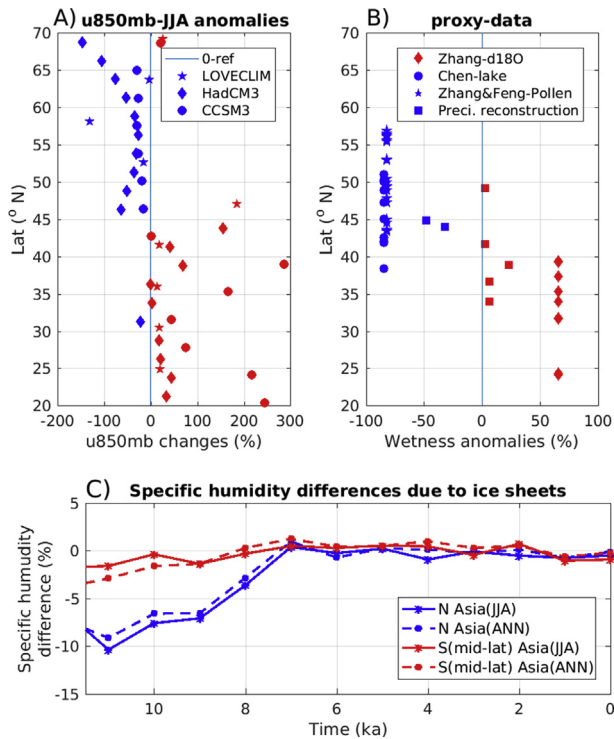 A) u850mb-JJA anomalies
70
65
60
55
50
45
40
35
30
25
20
Lat (° N)
0-ref
LOVECLIM
HadCM3
CCSM3
-200 -100 0 100 200 300
u850mb changes (%)
B) proxy-data
70
65
60
55
50
45
40
35
30
25
20
Lat (° N)
Zhang-d18O
Chen-lake
Zhang&Feng-Pollen
Preci. reconstruction
-100 -50 0 50 100
Wetness anomalies (%)
C) Specific humidity differences due to ice sheets
5
0
-5
-10
-15
Specific humudity
difference (%)
N Asia(JJA)
N Asia(ANN)
S(mid-lat) Asia(JJA)
S(mid-lat) Asia(ANN)
10 8 6 4 2 0
Time (ka)